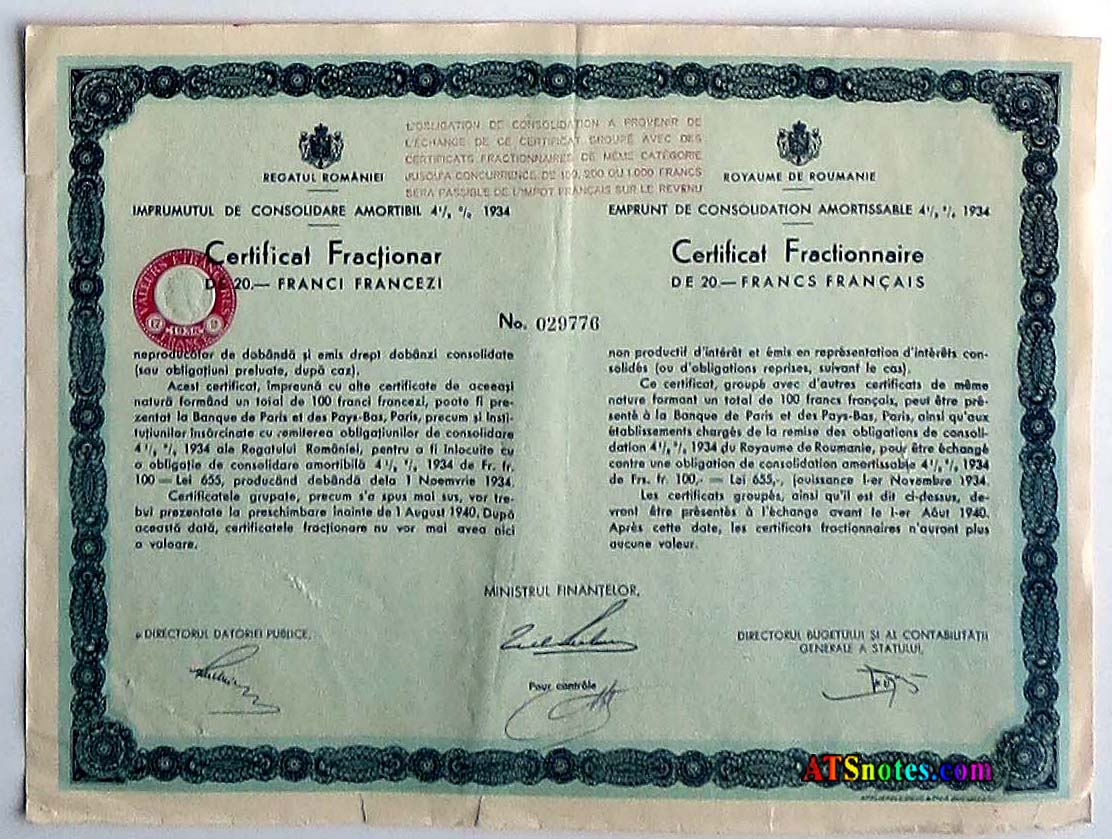 L'OBLIGATION DE CONSOLIDATION A PROVENIR DE
L'ÉCHANGE DE CE CERTIFICAT GROUPÉ AVEC DES
CERTIFICATS FRACTIONNAIRES DE MÊME CATÉGORIE
JUSQU'A CONCURRENCE DE 100, 200 OU 1.000 FRANCS
SERA PASSIBLE DE L'IMPOT FRANÇAIS SUR LE REVENU
REGATUL ROMÂNIEI
IMPRUMUTUL DE CONSOLIDARE AMORTIBIL 4½ % 1934
Certificat Fracționar
DE 20.— FRANCI FRANCEZI
VALEURS ETRANGERES
FRANCE
ROYAUME DE ROUMANIE
EMPRUNT DE CONSOLIDATION AMORTISSABLE 4½ % 1934
Certificat Fractionnaire
DE 20.— FRANCS FRANÇAIS
No. 029776
neproducător de dobândă și emis drept dobânzi consolidate
(sau obligațiuni preluate, după caz).
Acest certificat, împreună cu alte certificate de aceeași
natură formând un total de 100 franci francezi, poate fi pre-
zentat la Banque de Paris et des Pays-Bas, Paris, precum și Insti-
tuțiunilor însărcinate cu remiterea obligațiunilor de consolidare
4½ % 1934 ale Regatului României, pentru a fi înlocuite cu
o obligație de consolidare amortibilă 4½ % 1934 de Fr. fr.
100 — Lei 655, producând dobânda dela 1 Noemvrie 1934.
Certificatele grupate, precum s'a spus mai sus, vor tre-
bui prezentate la preschimbare înainte de 1 August 1940. După
această dată, certificatele fracționare nu vor mai avea nici
o valoare.
non productif d'intérêt et émis en représentation d'intérêts con-
solidés (ou d'obligations reprises, suivant le cas).
Ce certificat, groupé avec d'autres certificats de même
nature formant un total de 100 francs français, peut être pré-
senté à la Banque de Paris et des Pays-Bas, Paris, ainsi qu'aux
établissements chargés de la remise des obligations de consoli-
dation 4½ % 1934 du Royaume de Roumanie, pour être échangé
contre une obligation de consolidation amortissable 4½ % 1934
de Frs. fr. 100,- — Lei 655,-, jouissance 1-er Novembre 1934.
Les certificats groupés, ainsi qu'il est dit ci-dessus, de-
vront être présentés à l'échange avant le 1-er Aôut 1940.
Après cette date, les certificats fractionnaires n'auront plus
aucune valeur.
MINISTRUL FINANȚELOR,
DIRECTORUL DATORIEI PUBLICE,
DIRECTORUL BUGETULUI ȘI AL CONTABILITĂȚII
GENERALE A STATULUI,
Pour contrôle
ATSnotes.com